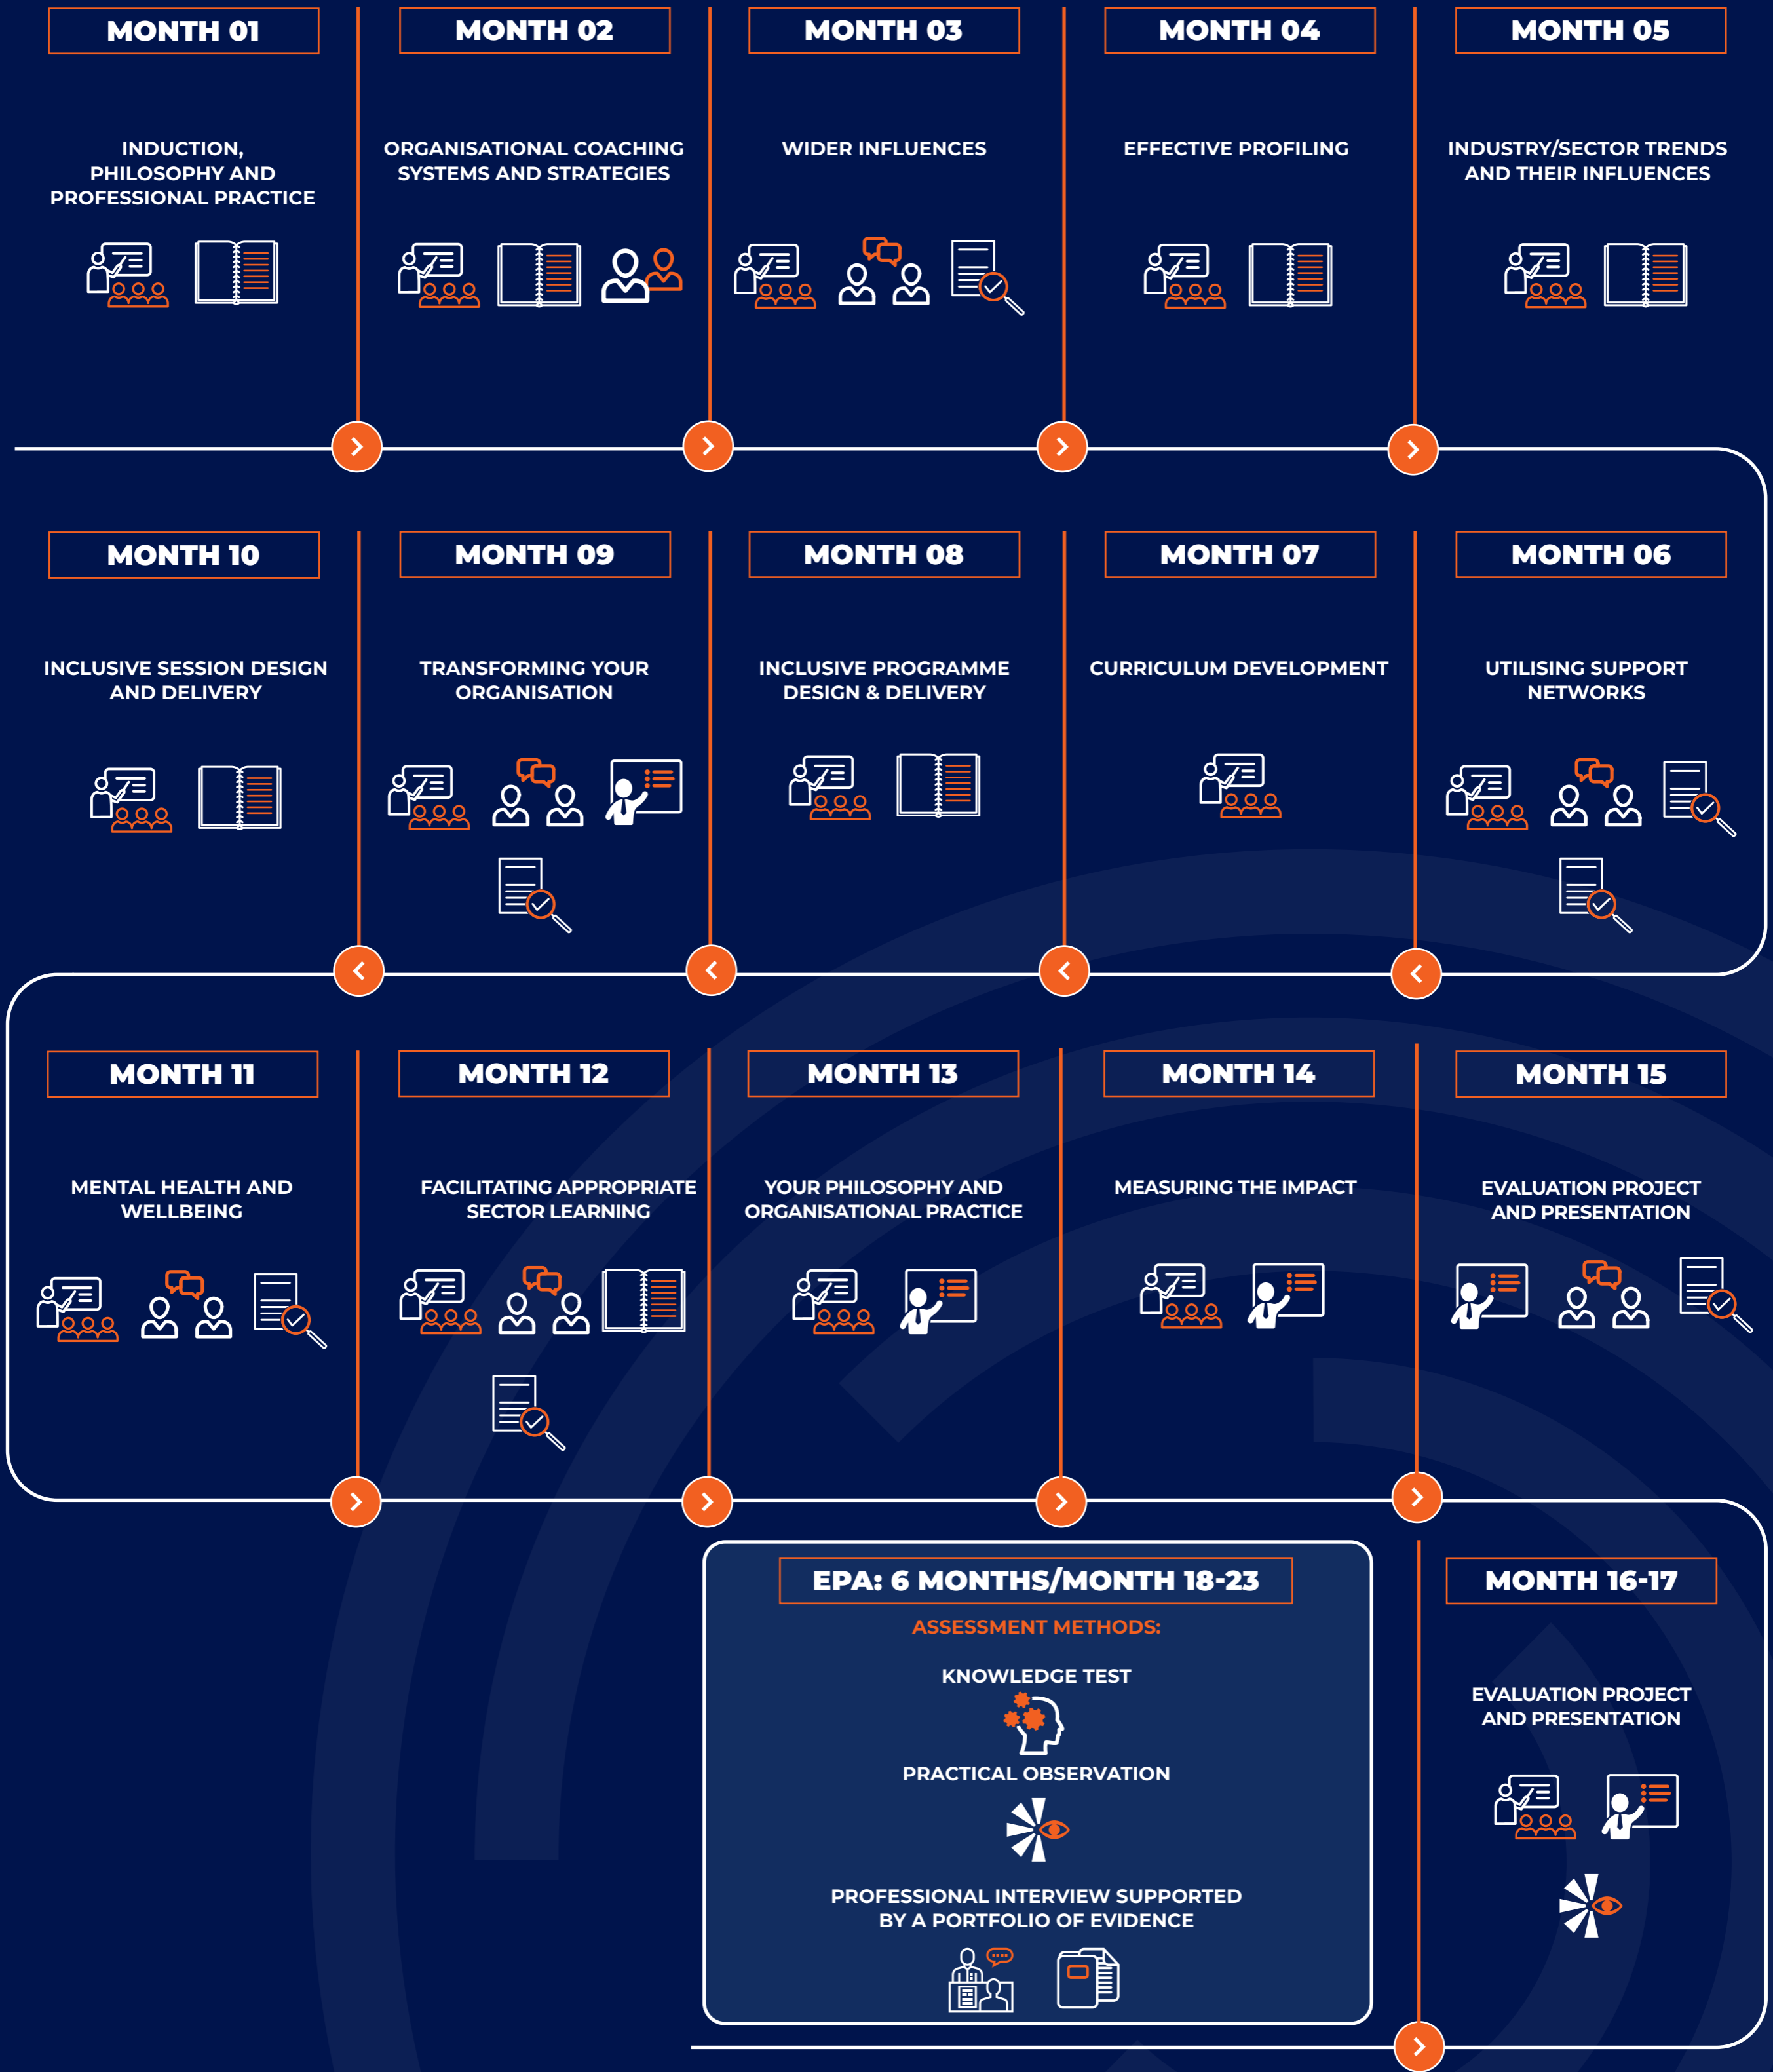 MONTH 01
INDUCTION,
PHILOSOPHY AND
PROFESSIONAL PRACTICE
MONTH 02
ORGANISATIONAL COACHING
SYSTEMS AND STRATEGIES
MONTH 03
WIDER INFLUENCES
MONTH 04
EFFECTIVE PROFILING
MONTH 05
INDUSTRY/SECTOR TRENDS
AND THEIR INFLUENCES
MONTH 06
UTILISING SUPPORT
NETWORKS
MONTH 07
CURRICULUM DEVELOPMENT
MONTH 08
INCLUSIVE PROGRAMME
DESIGN & DELIVERY
MONTH 09
TRANSFORMING YOUR
ORGANISATION
MONTH 10
INCLUSIVE SESSION DESIGN
AND DELIVERY
MONTH 11
MENTAL HEALTH AND
WELLBEING
MONTH 12
FACILITATING APPROPRIATE
SECTOR LEARNING
MONTH 13
YOUR PHILOSOPHY AND
ORGANISATIONAL PRACTICE
MONTH 14
MEASURING THE IMPACT
MONTH 15
EVALUATION PROJECT
AND PRESENTATION
MONTH 16-17
EVALUATION PROJECT
AND PRESENTATION
EPA: 6 MONTHS/MONTH 18-23
ASSESSMENT METHODS:
KNOWLEDGE TEST
PRACTICAL OBSERVATION
PROFESSIONAL INTERVIEW SUPPORTED
BY A PORTFOLIO OF EVIDENCE